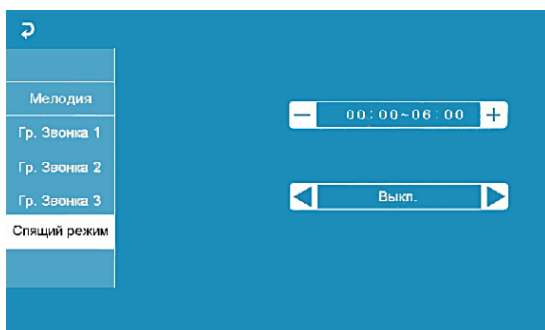 Мелодия
Гр. Звонка 1
Гр. Звонка 2
Гр. Звонка 3
Спящий режим
00:00~06:00
Выкл.